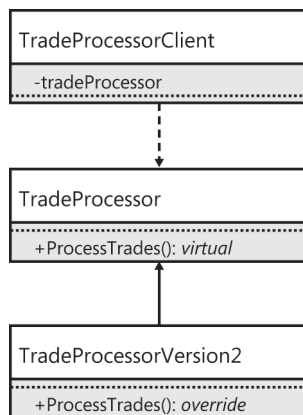 TradeProcessorClient
-tradeProcessor
TradeProcessor
+ProcessTrades(): virtual
TradeProcessorVersion2
+ProcessTrades(): override